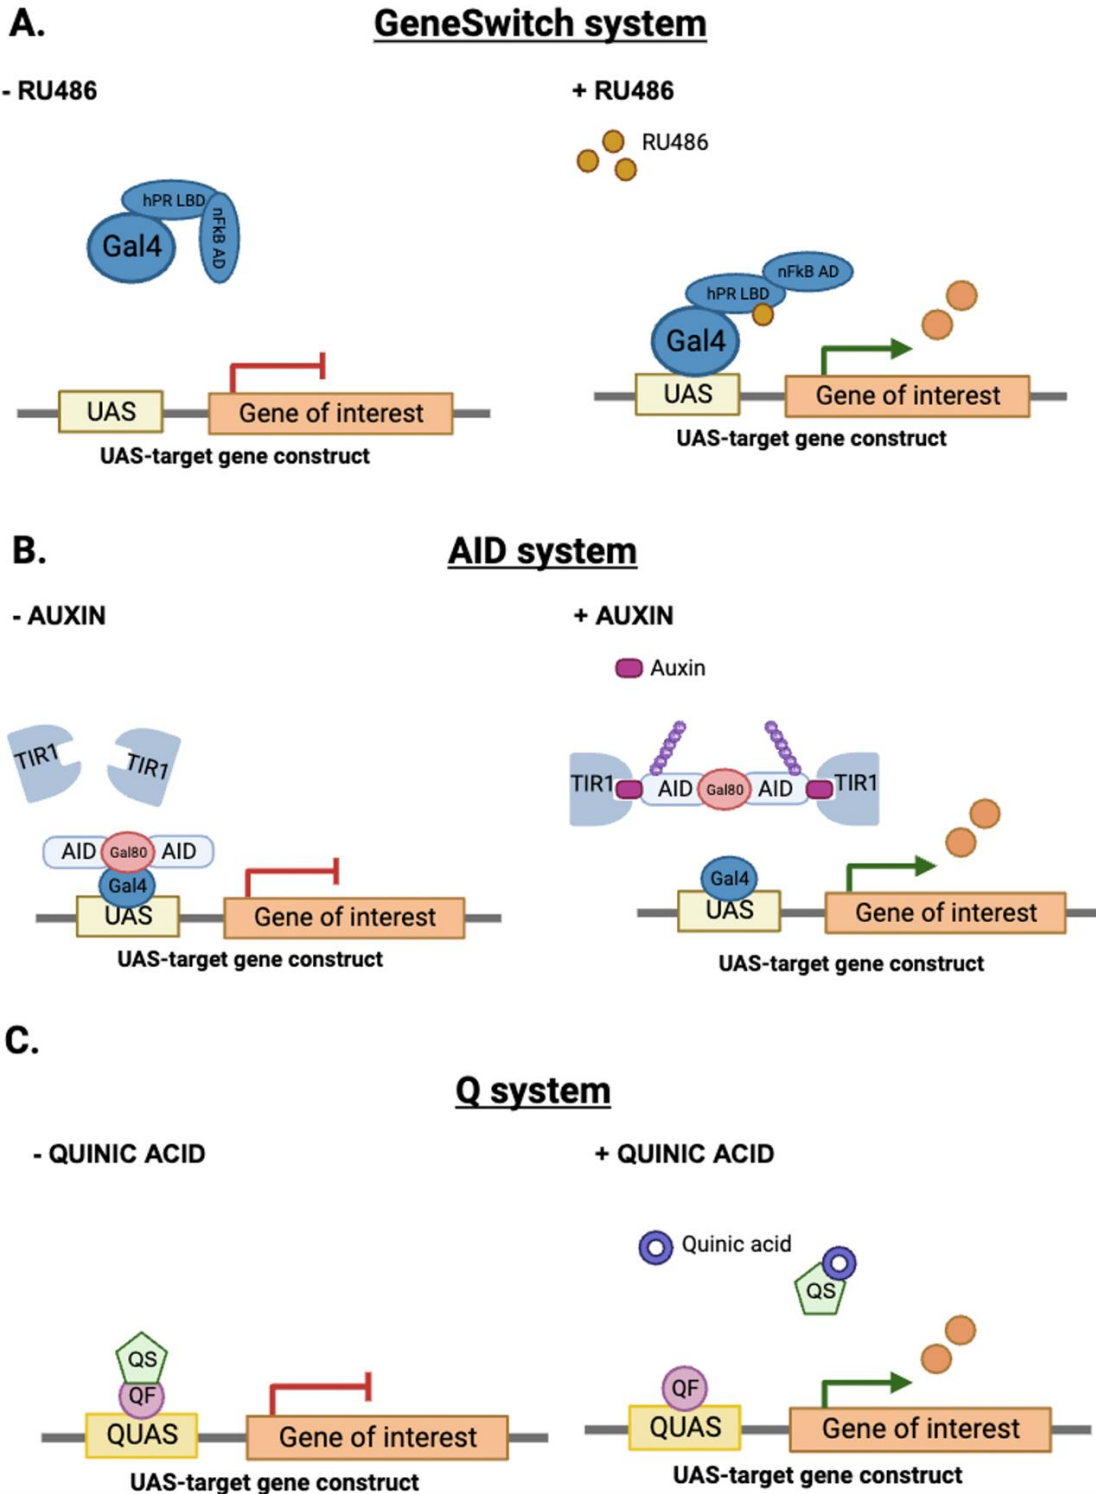 A.
GeneSwitch system
- RU486
+ RU486
RU486
hPR LBD
nFkB AD
Gal4
UAS
Gene of interest
UAS-target gene construct
nFkB AD
hPR LBD
Gal4
UAS
Gene of interest
UAS-target gene construct
B.
AID system
- AUXIN
+ AUXIN
Auxin
TIR1
TIR1
AID
Gal80
AID
Gal4
UAS
Gene of interest
UAS-target gene construct
TIR1
AID
Gal80
AID
TIR1
Gal4
UAS
Gene of interest
UAS-target gene construct
C.
Q system
- QUINIC ACID
+ QUINIC ACID
Quinic acid
QS
QS
QF
QUAS
Gene of interest
UAS-target gene construct
QF
QUAS
Gene of interest
UAS-target gene construct